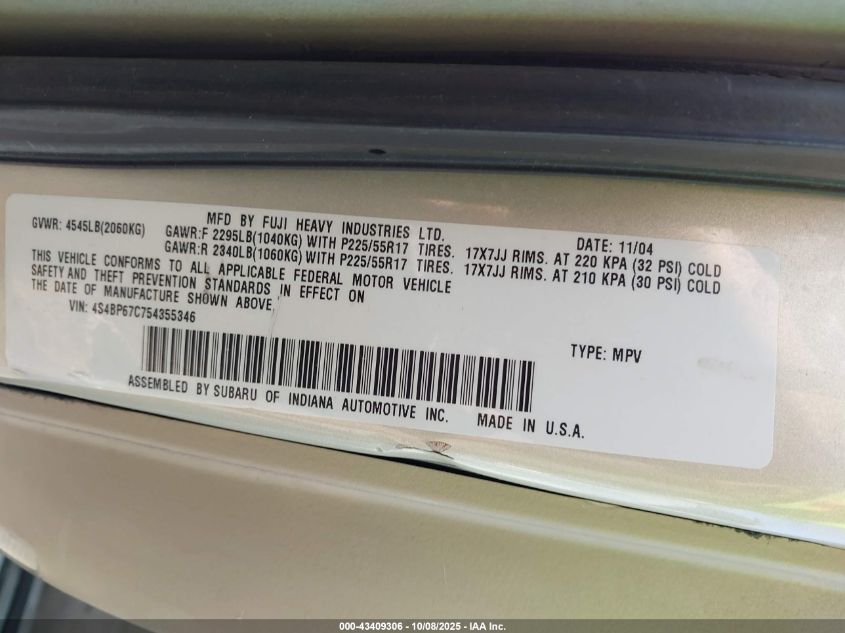 MFD BY FUJI HEAVY INDUSTRIES LTD. DATE: 11/04
GVWR: 4545LB(2060KG) GAWR:F 2295LB(1040KG) WITH P225/55R17 TIRES. 17X7JJ RIMS. AT 220 KPA (32 PSI) COLD
GAWR:R 2340LB(1060KG) WITH P225/55R17 TIRES. 17X7JJ RIMS. AT 210 KPA (30 PSI) COLD
THIS VEHICLE CONFORMS TO ALL APPLICABLE FEDERAL MOTOR VEHICLE
SAFETY AND THEFT PREVENTION STANDARDS IN EFFECT ON
THE DATE OF MANUFACTURE SHOWN ABOVE.
VIN: 4S4BP67C754355346
TYPE: MPV
ASSEMBLED BY SUBARU OF INDIANA AUTOMOTIVE INC. MADE IN U.S.A.
000-43409306 - 10/08/2025 - IAA Inc.